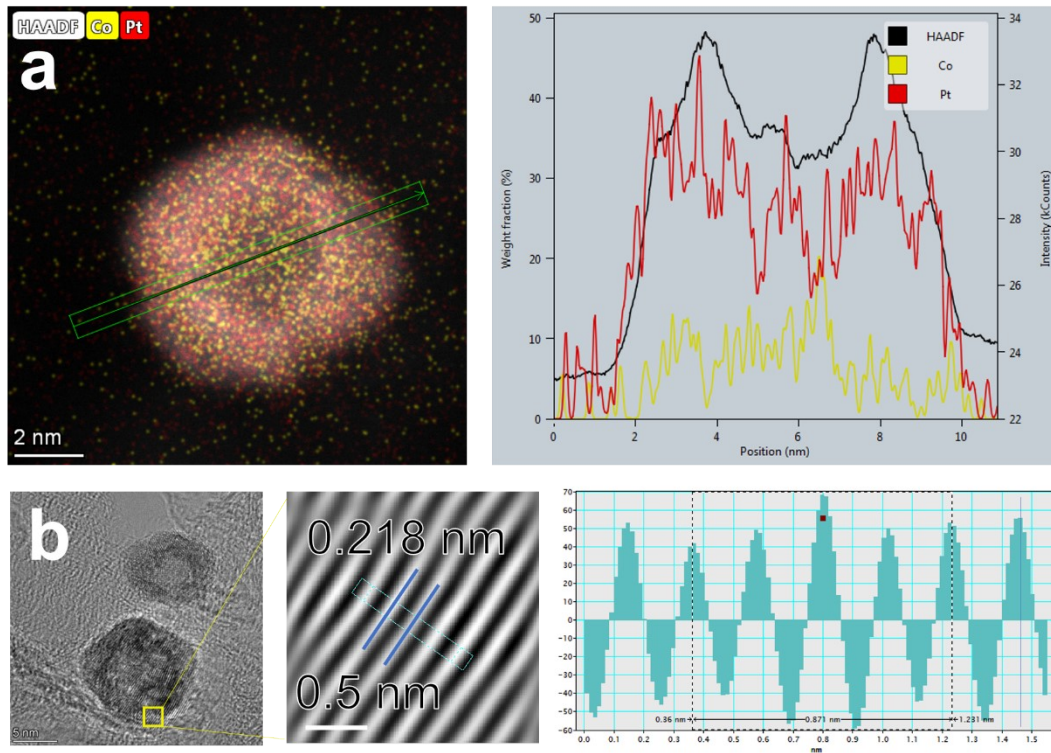 HAADF Co Pt
a
2 nm
50
40
30
20
10
0
Weight fraction (%)
HAADF
Co
Pt
34
32
30
28
26
24
22
Intensity (kCounts)
0 2 4 6 8 10
Position (nm)
b
5 nm
0.218 nm
0.5 nm
70
60
50
40
30
20
10
0
-10
-20
-30
-40
-50
-60
0.36 nm 0.871 nm 1.231 nm
0.0 0.1 0.2 0.3 0.4 0.5 0.6 0.7 0.8 0.9 1.0 1.1 1.2 1.3 1.4 1.5
nm